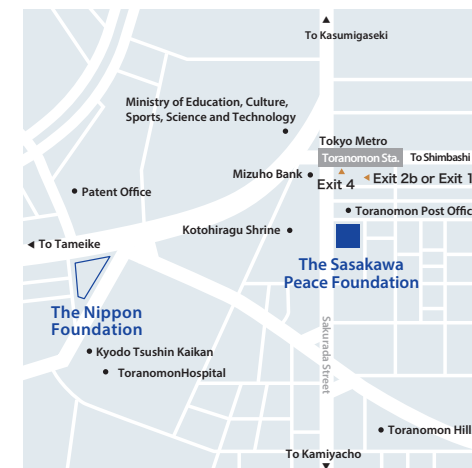 To Kasumigaseki
Ministry of Education, Culture,
Sports, Science and Technology
Tokyo Metro
Toranomon Sta.
To Shimbashi
Mizuho Bank
Exit 4
Exit 2b or Exit 1
Patent Office
Toranomon Post Offic
Kotohiragu Shrine
To Tameike
The Sasakawa
Peace Foundation
The Nippon
Foundation
Sakurada Street
Kyodo Tsushin Kaikan
ToranomonHospital
Toranomon Hill
To Kamiyacho